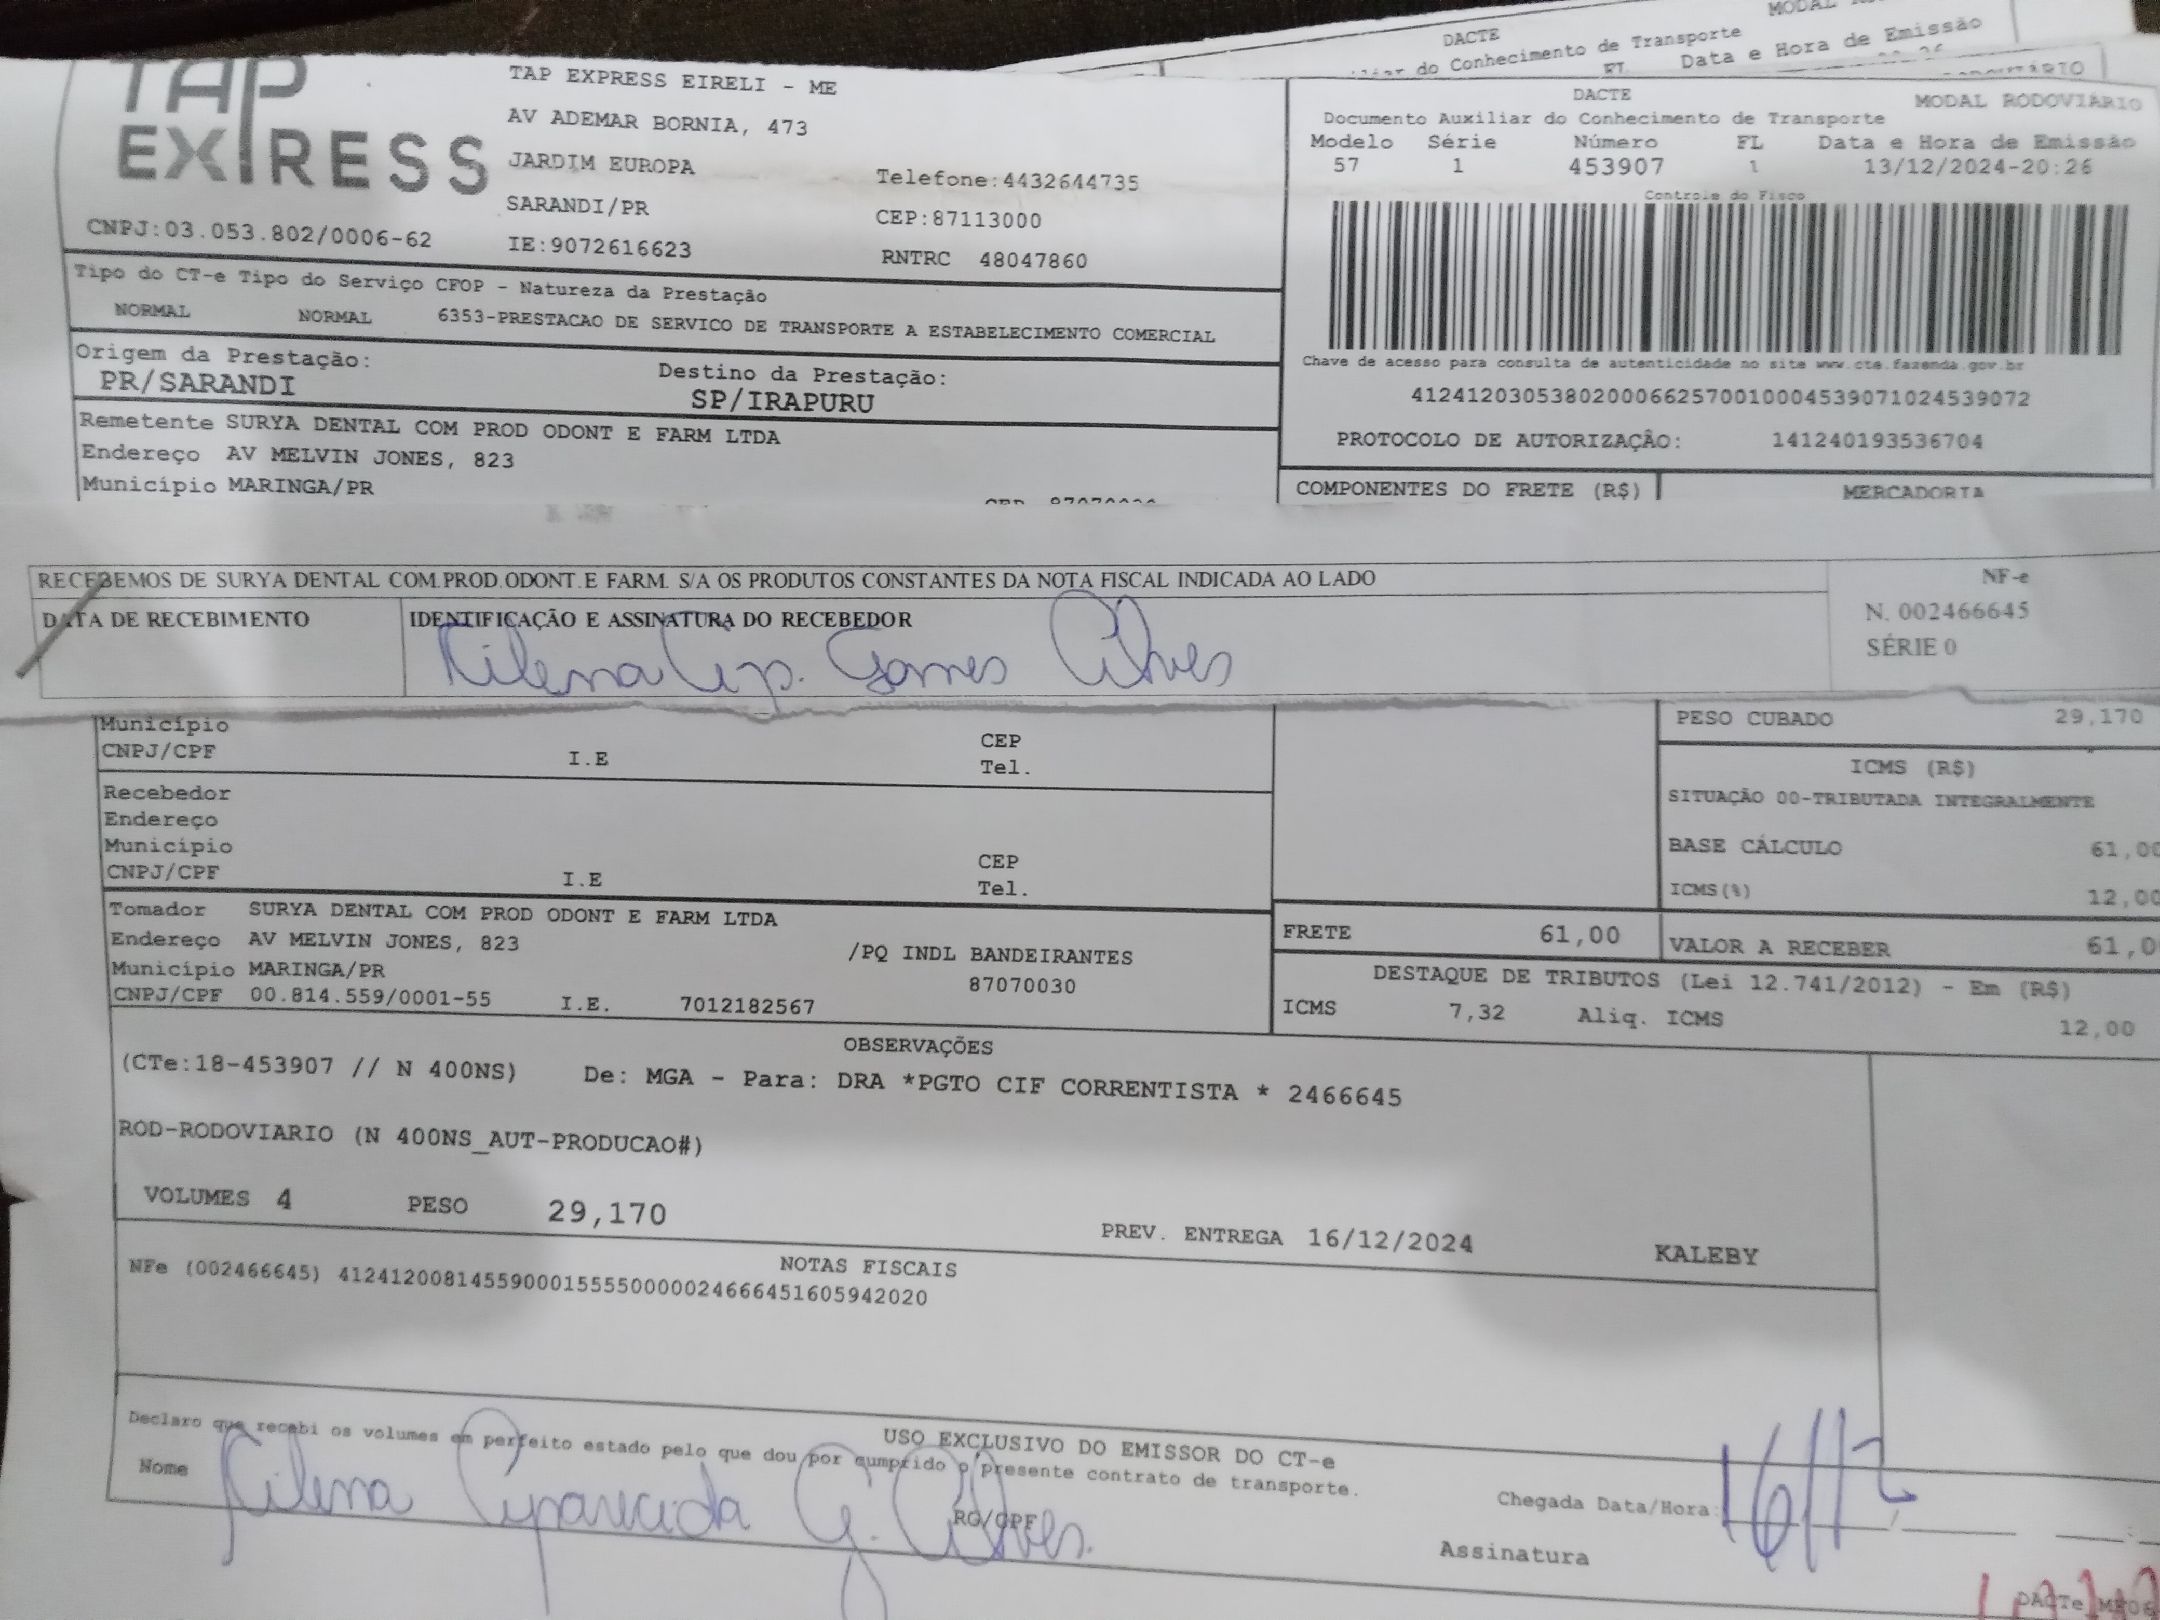 DACTE
MODAL
do Conhecimento de Transporte
FL Data e Hora de Emissão
TAP
EXPRESS
TAP EXPRESS EIRELI - ME
AV ADEMAR BORNIA, 473
JARDIM EUROPA
Telefone:4432644735
SARANDI/PR
CEP:87113000
CNPJ:03.053.802/0006-62
IE:9072616623
RNTRC 48047860
DACTE
MODAL RODOVIÁRIO
Documento Auxiliar do Conhecimento de Transporte
Modelo Série Número FL Data e Hora de Emissão
57 1 453907 1 13/12/2024-20:26
Controle do Fisco
Chave de acesso para consulta de autenticidade no site www.cte.fazenda.gov.br
41241203053802000662570010004539071024539072
PROTOCOLO DE AUTORIZAÇÃO: 141240193536704
Tipo do CT-e Tipo do Serviço CFOP - Natureza da Prestação
NORMAL NORMAL 6353-PRESTACAO DE SERVICO DE TRANSPORTE A ESTABELECIMENTO COMERCIAL
Origem da Prestação:
PR/SARANDI
Destino da Prestação:
SP/IRAPURU
Remetente SURYA DENTAL COM PROD ODONT E FARM LTDA
Endereço AV MELVIN JONES, 823
Município MARINGA/PR
COMPONENTES DO FRETE (R$)
MERCADORIA
RECEBEMOS DE SURYA DENTAL COM.PROD.ODONT.E FARM. S/A OS PRODUTOS CONSTANTES DA NOTA FISCAL INDICADA AO LADO
NF-e
N. 002466645
SÉRIE 0
DATA DE RECEBIMENTO
IDENTIFICAÇÃO E ASSINATURA DO RECEBEDOR
Gomes Alves
Município
CNPJ/CPF I.E
CEP
Tel.
PESO CUBADO 29,170
Recebedor
Endereço
Município
CNPJ/CPF I.E
CEP
Tel.
ICMS (R$)
SITUAÇÃO 00-TRIBUTADA INTEGRALMENTE
BASE CÁLCULO 61,00
ICMS(%) 12,00
Tomador SURYA DENTAL COM PROD ODONT E FARM LTDA
Endereço AV MELVIN JONES, 823
/PQ INDL BANDEIRANTES
Município MARINGA/PR
87070030
CNPJ/CPF 00.814.559/0001-55 I.E. 7012182567
FRETE 61,00
VALOR A RECEBER 61,0
DESTAQUE DE TRIBUTOS (Lei 12.741/2012) - Em (R$)
ICMS 7,32 Aliq. ICMS 12,00
OBSERVAÇÕES
(CTe:18-453907 // N 400NS) De: MGA - Para: DRA *PGTO CIF CORRENTISTA * 2466645
ROD-RODOVIARIO (N 400NS_AUT-PRODUCAO#)
VOLUMES 4 PESO 29,170
PREV. ENTREGA 16/12/2024
KALEBY
NOTAS FISCAIS
NFe (002466645) 41241200814559000155550000024666451605942020
USO EXCLUSIVO DO EMISSOR DO CT-e
Declaro que recebi os volumes em perfeito estado pelo que dou por cumprido o presente contrato de transporte.
Nome
Aparecida G. Alves.
RG/CPF
Chegada Data/Hora:
16/12
Assinatura